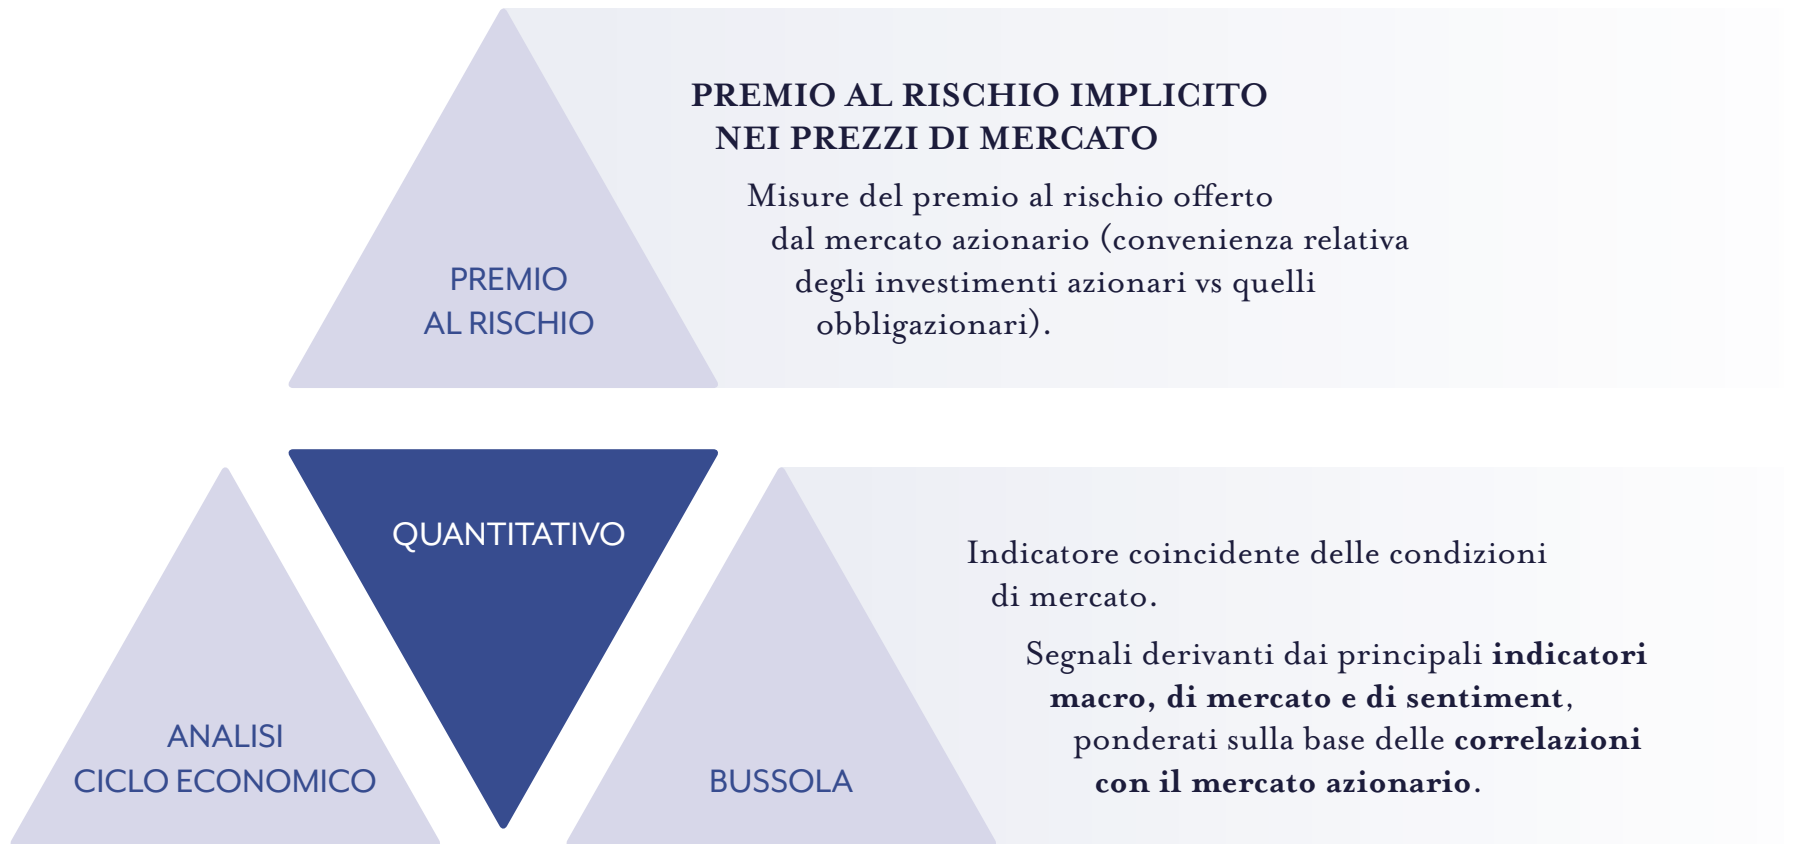 PREMIO AL RISCHIO IMPLICITO
NEI PREZZI DI MERCATO
Misure del premio al rischio offerto
dal mercato azionario (convenienza relativa
degli investimenti azionari vs quelli
obbligazionari).
PREMIO
AL RISCHIO
QUANTITATIVO
ANALISI
CICLO ECONOMICO
BUSSOLA
Indicatore coincidente delle condizioni
di mercato.
Segnali derivanti dai principali indicatori
macro, di mercato e di sentiment,
ponderati sulla base delle correlazioni
con il mercato azionario.